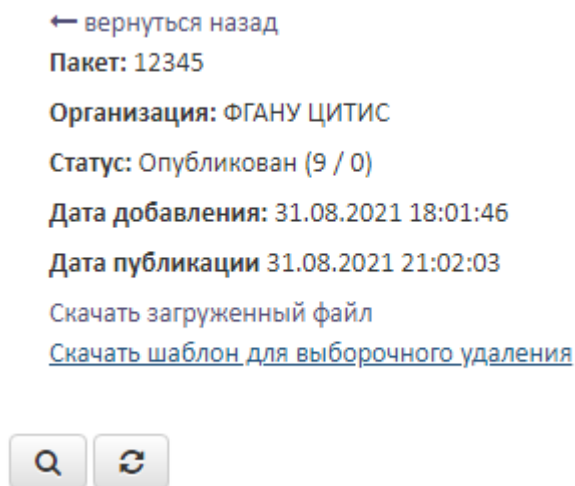 вернуться назад
Пакет: 12345
Организация: ФГАНУ ЦИТИС
Статус: Опубликован (9 / 0)
Дата добавления: 31.08.2021 18:01:46
Дата публикации 31.08.2021 21:02:03
Скачать загруженный файл
Скачать шаблон для выборочного удаления